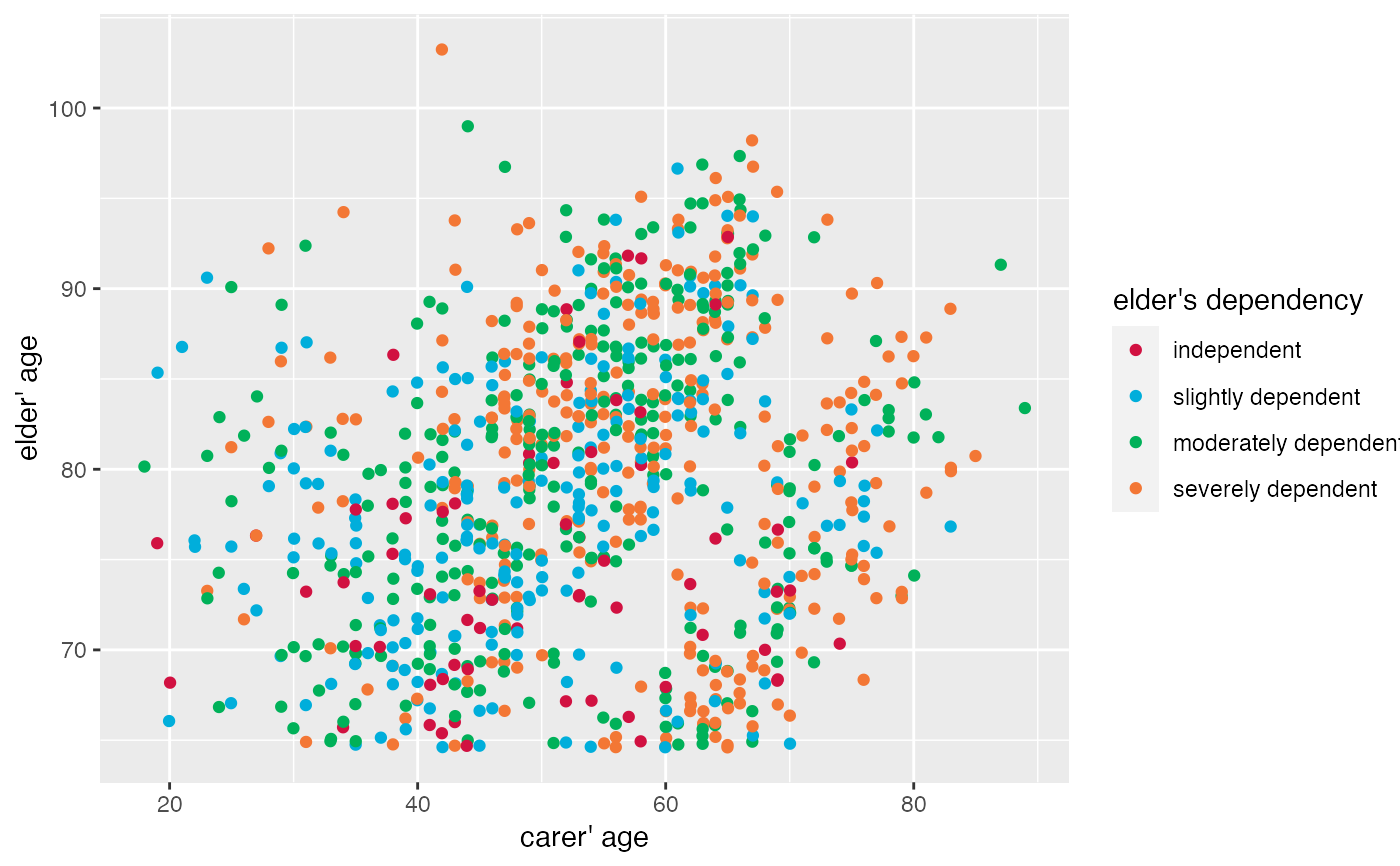 100
90
80
70
elder' age
20
40
60
80
carer' age
elder's dependency
independent
slightly dependent
moderately dependent
severely dependent